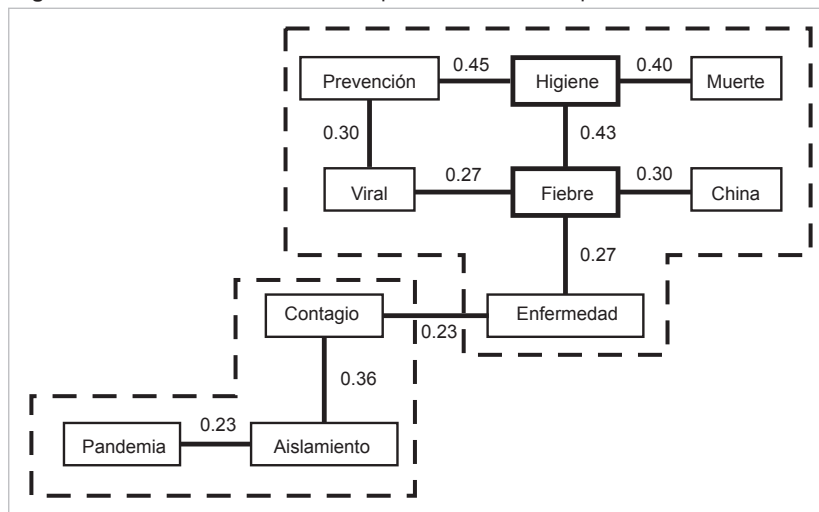 0.45
0.40
Prevención
Higiene
Muerte
0.30
0.43
0.27
0.30
Viral
Fiebre
China
0.27
Contagio
Enfermedad
0.23
0.36
0.23
Pandemia
Aislamiento